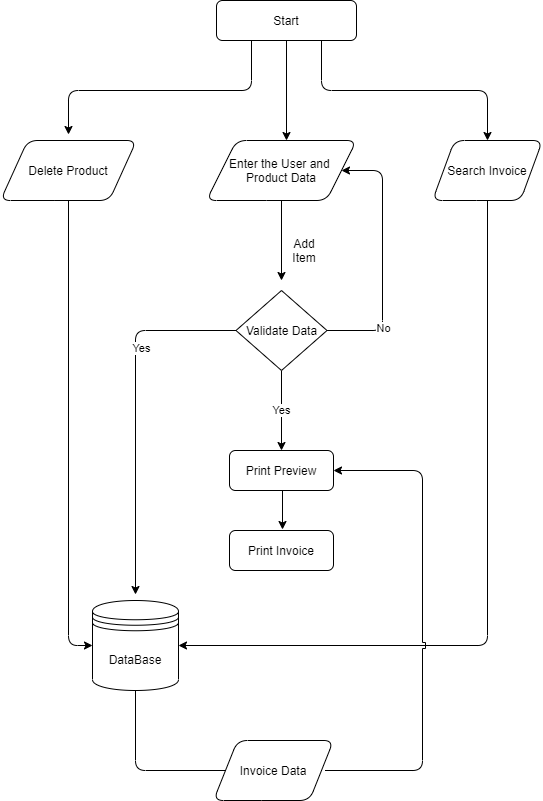 Start
Delete Product
Enter the User and
Product Data
Search Invoice
Add
Item
Validate Data
No
Yes
Yes
Print Preview
Print Invoice
DataBase
Invoice Data